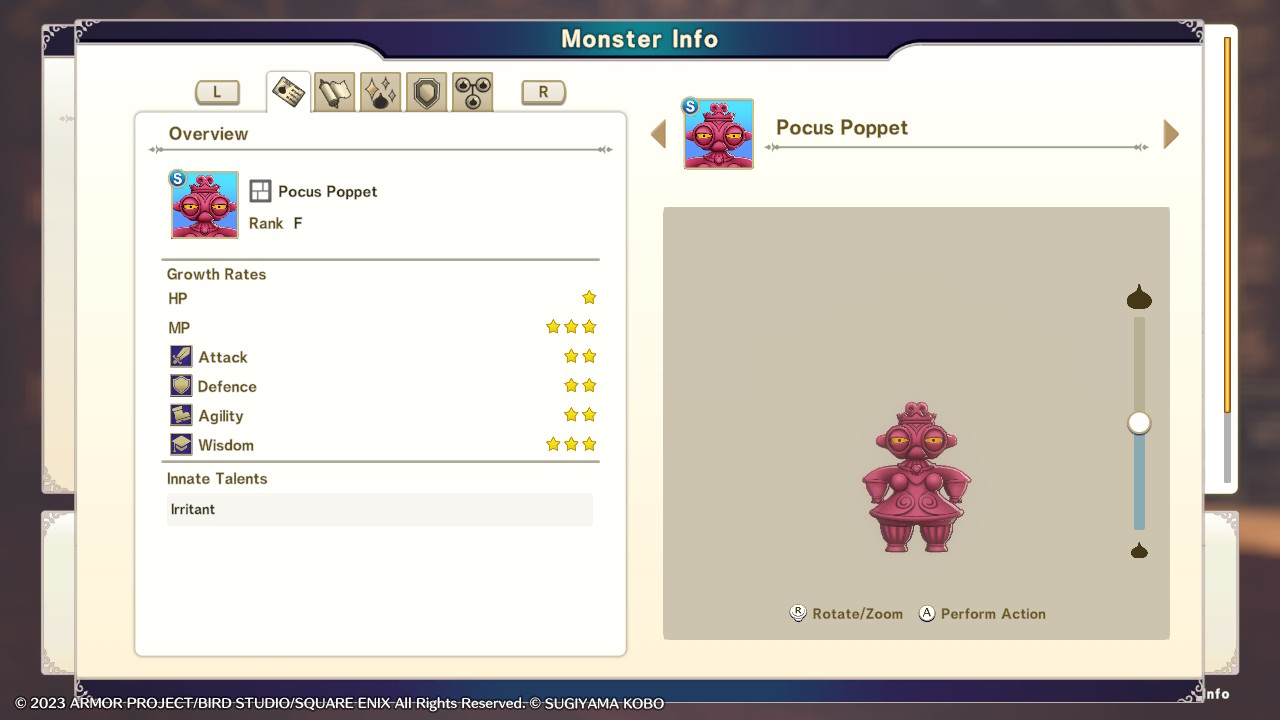 Monster Info
L
R
Overview
S
Pocus Poppet
Rank F
Growth Rates
HP
MP
Attack
Defence
Agility
Wisdom
Innate Talents
Irritant
S
Pocus Poppet
R Rotate/Zoom A Perform Action
© 2023 ARMOR PROJECT/BIRD STUDIO/SQUARE ENIX All Rights Reserved. © SUGIYAMA KOBO
Info